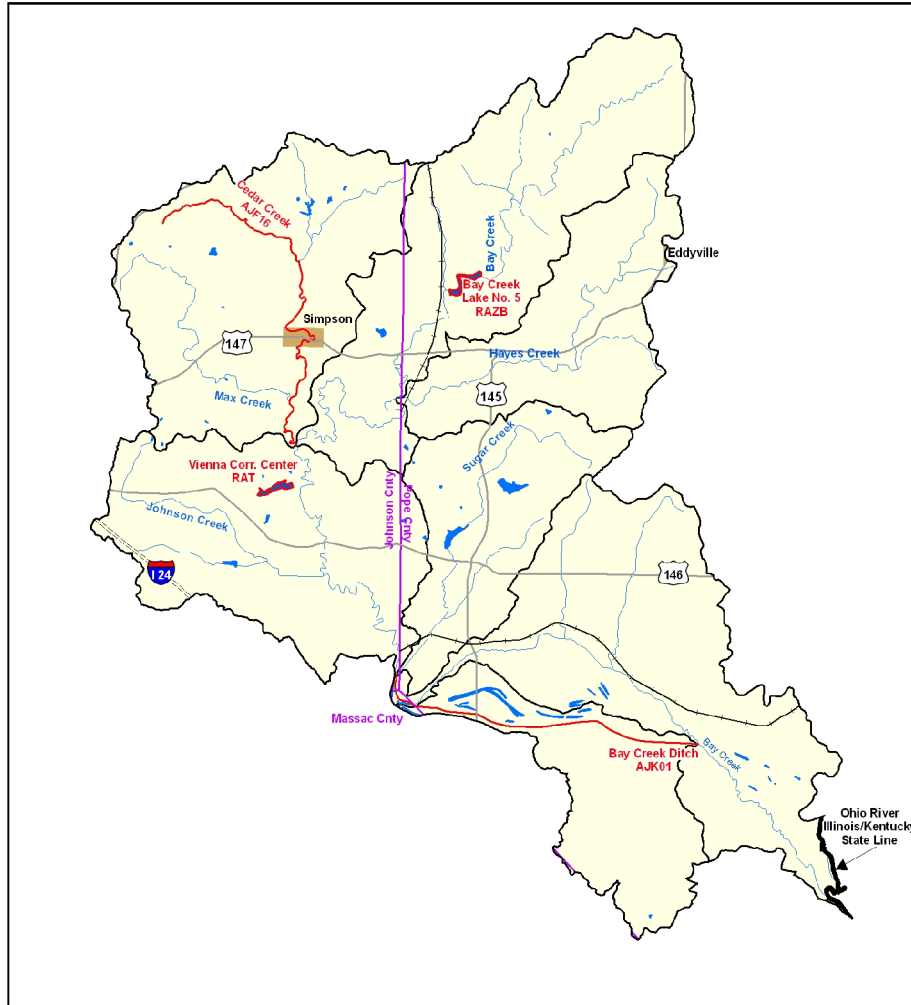 Cedar Creek
AJF16
Bay Creek
Eddyville
Bay Creek
Lake No. 5
RAZB
Simpson
147
Hayes Creek
145
Max Creek
Sugar Creek
Vienna Corr. Center
RAT
Johnson Cnty
Pope Cnty
Johnson Creek
I 24
146
Massac Cnty
Bay Creek Ditch
AJK01
Bay Creek
Ohio River
Illinois/Kentucky
State Line